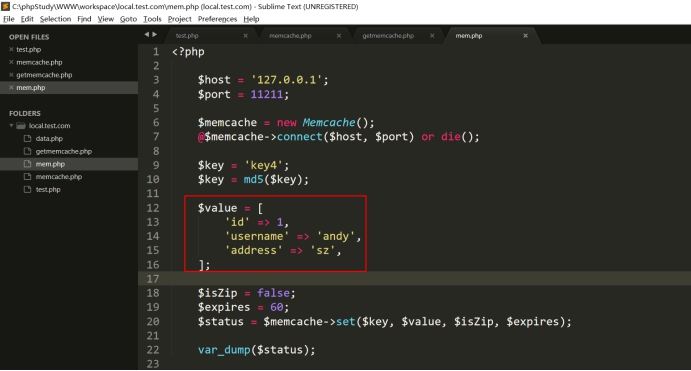 C:\phpStudy\WWW\workspace\local.test.com\mem.php (local.test.com) - Sublime Text (UNREGISTERED)
File Edit Selection Find View Goto Tools Project Preferences Help
OPEN FILES
test.php
memcache.php
getmemcache.php
mem.php
FOLDERS
local.test.com
data.php
getmemcache.php
mem.php
memcache.php
test.php
test.php memcache.php getmemcache.php mem.php
1 <?php
2
3 $host = '127.0.0.1';
4 $port = 11211;
5
6 $memcache = new Memcache();
7 @$memcache->connect($host, $port) or die();
8
9 $key = 'key4';
10 $key = md5($key);
11
12 $value = [
13 'id' => 1,
14 'username' => 'andy',
15 'address' => 'sz',
16 ];
17
18 $isZip = false;
19 $expires = 60;
20 $status = $memcache->set($key, $value, $isZip, $expires);
21
22 var_dump($status);
23